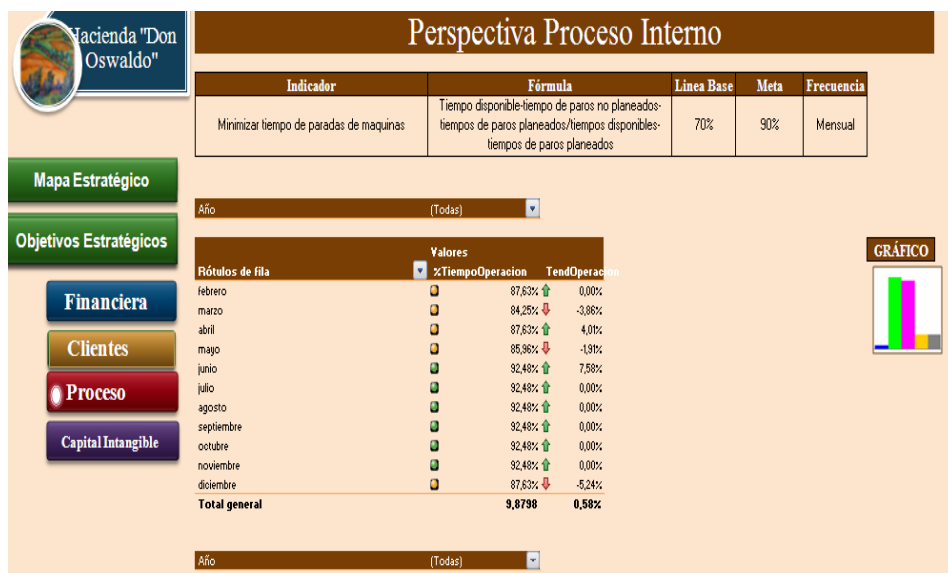 Hacienda "Don
Oswaldo"
Perspectiva Proceso Interno
Indicador Fórmula Linea Base Meta Frecuencia
Minimizar tiempo de paradas de maquinas
Tiempo disponible-tiempo de paros no planeados-
tiempos de paros planeados/tiempos disponibles-
tiempos de paros planeados
70% 90% Mensual
Mapa Estratégico
Objetivos Estratégicos
Financiera
Clientes
Proceso
Capital Intangible
Año (Todas)
Valores
Rótulos de fila %TiempoOperacion TendOperacion
febrero 87,63% 0,00%
marzo 84,25% -3,86%
abril 87,63% 4,01%
mayo 85,96% -1,91%
junio 92,48% 7,58%
julio 92,48% 0,00%
agosto 92,48% 0,00%
septiembre 92,48% 0,00%
octubre 92,48% 0,00%
noviembre 92,48% 0,00%
diciembre 87,63% -5,24%
Total general 9,8798 0,58%
GRÁFICO
Año (Todas)